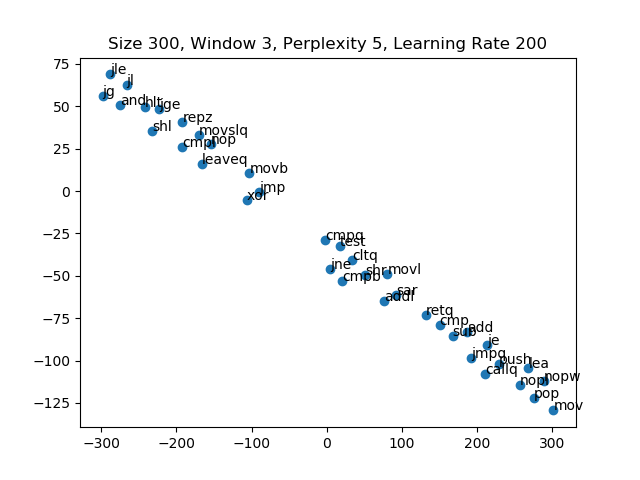 Size 300, Window 3, Perplexity 5, Learning Rate 200
75
50
25
0
−25
−50
−75
−100
−125
jle
jl
jg
and
hlt
jge
shl
repz
movslq
nop
cmpl
leaveq
movb
jmp
xor
cmpq
test
cltq
jne
shr
movl
cmpb
sar
addl
retq
cmp
add
sub
je
jmpq
push
lea
callq
nopw
nopl
pop
mov
−300
−200
−100
0
100
200
300